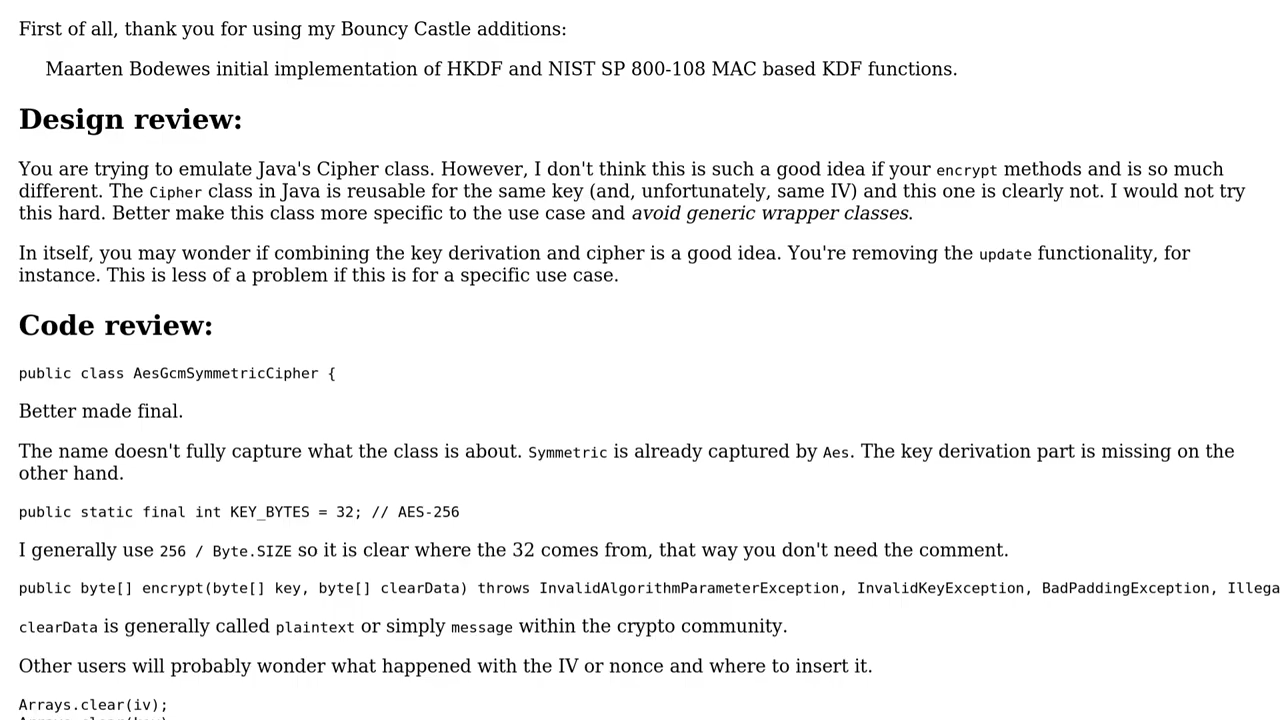 First of all, thank you for using my Bouncy Castle additions:
Maarten Bodewes initial implementation of HKDF and NIST SP 800-108 MAC based KDF functions.
Design review:
You are trying to emulate Java's Cipher class. However, I don't think this is such a good idea if your encrypt methods and is so much
different. The Cipher class in Java is reusable for the same key (and, unfortunately, same IV) and this one is clearly not. I would not try
this hard. Better make this class more specific to the use case and avoid generic wrapper classes.
In itself, you may wonder if combining the key derivation and cipher is a good idea. You're removing the update functionality, for
instance. This is less of a problem if this is for a specific use case.
Code review:
public class AesGcmSymmetricCipher {
Better made final.
The name doesn't fully capture what the class is about. Symmetric is already captured by Aes. The key derivation part is missing on the
other hand.
public static final int KEY_BYTES = 32; // AES-256
I generally use 256 / Byte.SIZE so it is clear where the 32 comes from, that way you don't need the comment.
public byte[] encrypt(byte[] key, byte[] clearData) throws InvalidAlgorithmParameterException, InvalidKeyException, BadPaddingException, Illega
clearData is generally called plaintext or simply message within the crypto community.
Other users will probably wonder what happened with the IV or nonce and where to insert it.
Arrays.clear(iv);